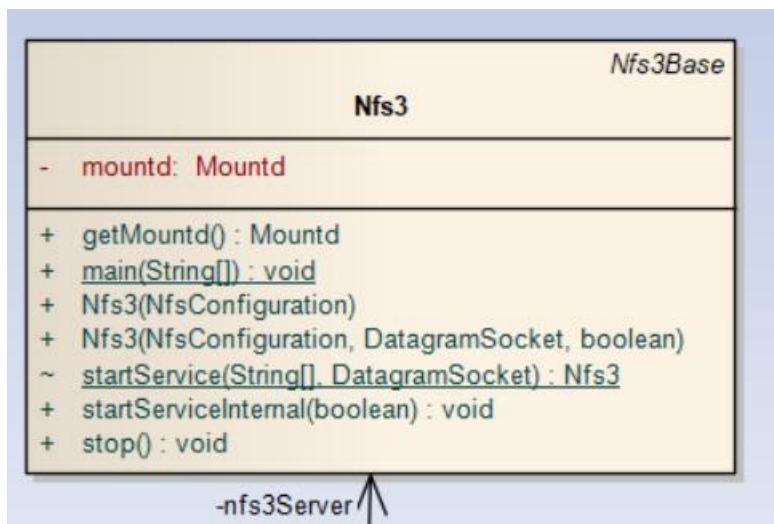 Nfs3Base
Nfs3
- mountd: Mountd
+ getMountd() : Mountd
+ main(String[]) : void
+ Nfs3(NfsConfiguration)
+ Nfs3(NfsConfiguration, DatagramSocket, boolean)
~ startService(String[], DatagramSocket) : Nfs3
+ startServiceInternal(boolean) : void
+ stop() : void
-nfs3Server